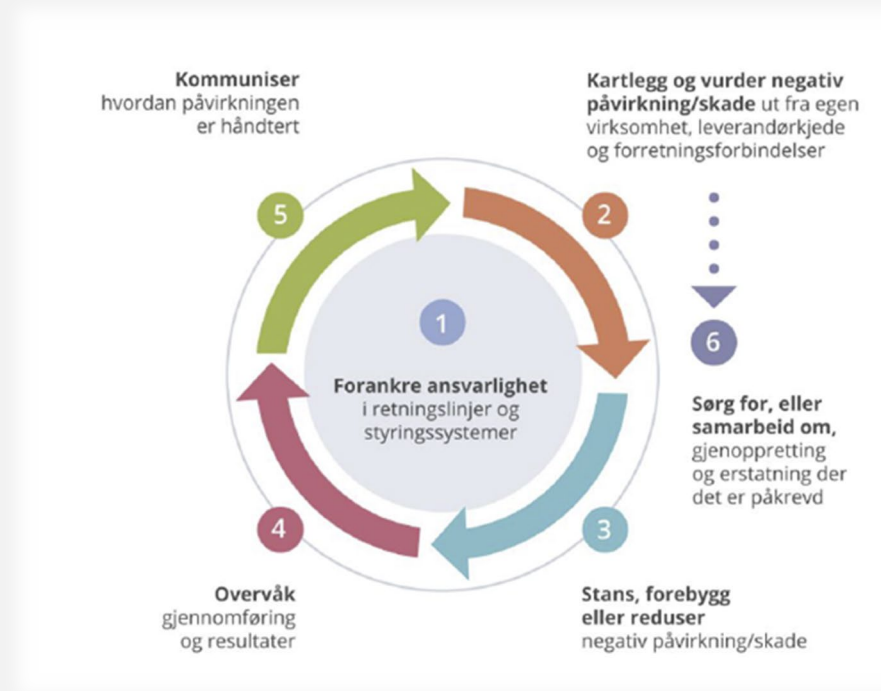 Kommuniser
hvordan påvirkningen
er håndtert
Kartlegg og vurder negativ
påvirkning/skade ut fra egen
virksomhet, leverandørkjede
og forretningsforbindelser
5
2
1
Forankre ansvarlighet
i retningslinjer og
styringssystemer
6
Sørg for, eller
samarbeid om,
gjenoppretting
og erstatning der
det er påkrevd
4
3
Overvåk
gjennomføring
og resultater
Stans, forebygg
eller reduser
negativ påvirkning/skade